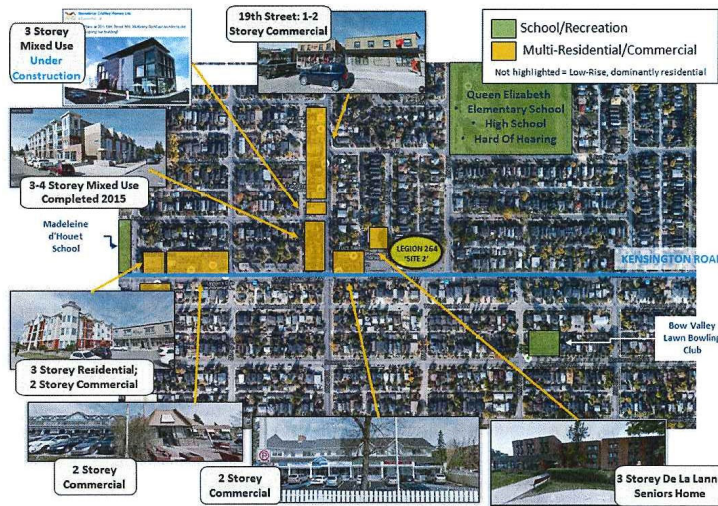 3 Storey
Mixed Use
Under
Construction
19th Street: 1-2
Storey Commercial
School/Recreation
Multi-Residential/Commercial
Not highlighted = Low-Rise, dominantly residential
Queen Elizabeth
• Elementary School
• High School
• Hard Of Hearing
3-4 Storey Mixed Use
Completed 2015
Madeleine
d'Houet
School
LEGION 264
'SITE 2'
KENSINGTON ROAD
3 Storey Residential;
2 Storey Commercial
Bow Valley
Lawn Bowling
Club
2 Storey
Commercial
2 Storey
Commercial
3 Storey De La Lann
Seniors Home